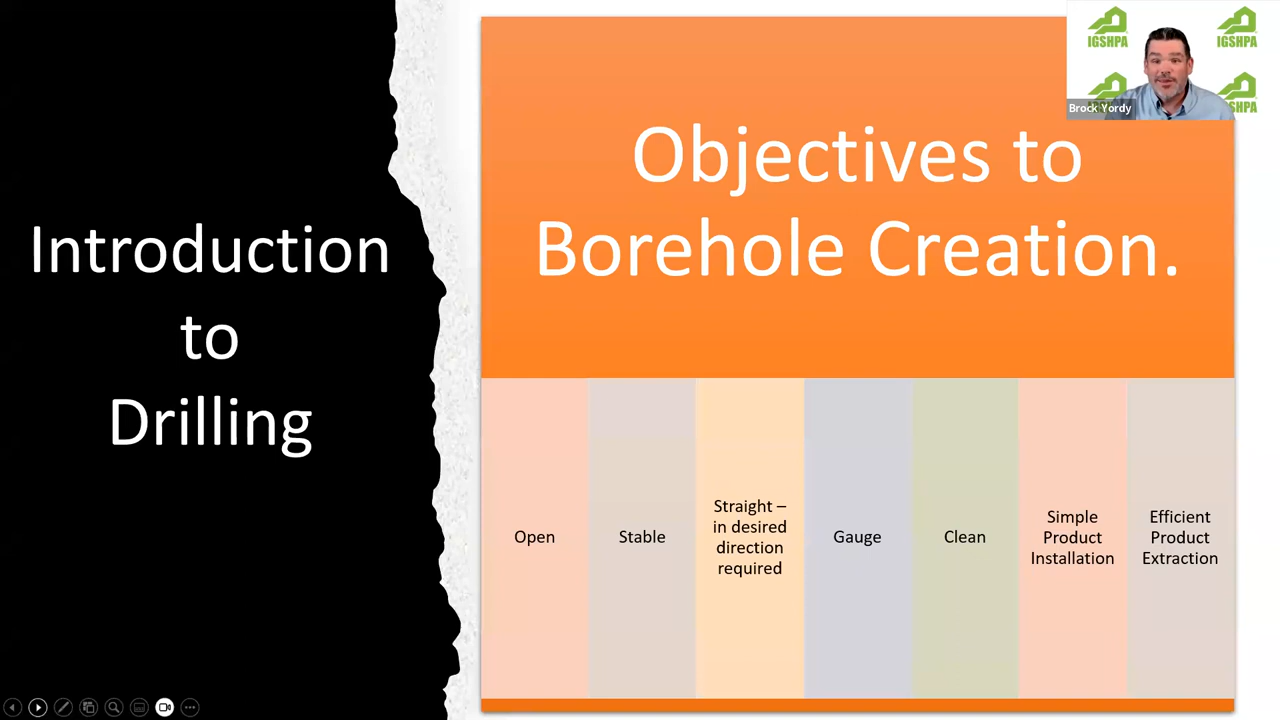 Introduction
to
Drilling
Objectives to
Borehole Creation.
Open
Stable
Straight –
in desired
direction
required
Gauge
Clean
Simple
Product
Installation
Efficient
Product
Extraction
IGSHPA
IGSHPA
Brock Yordy